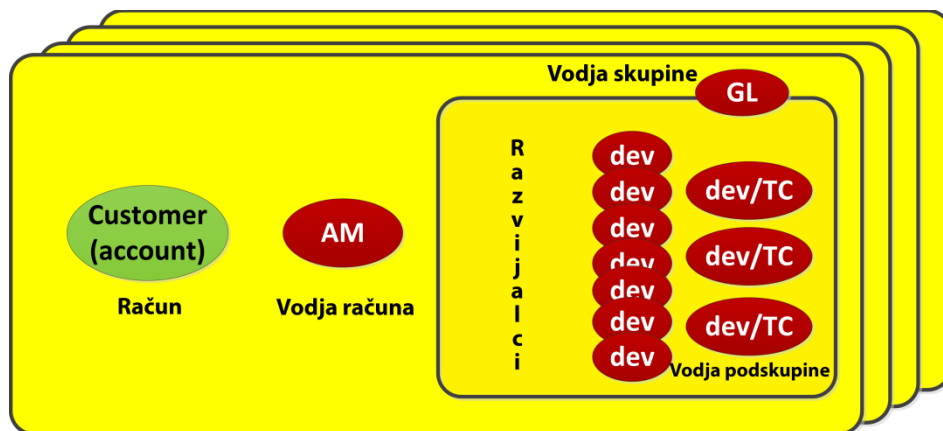 Vodja skupine
GL
Customer
(account)
Račun
AM
Vodja računa
Razvijalci
dev
dev
dev
dev
dev
dev
dev
dev/TC
dev/TC
dev/TC
Vodja podskupine